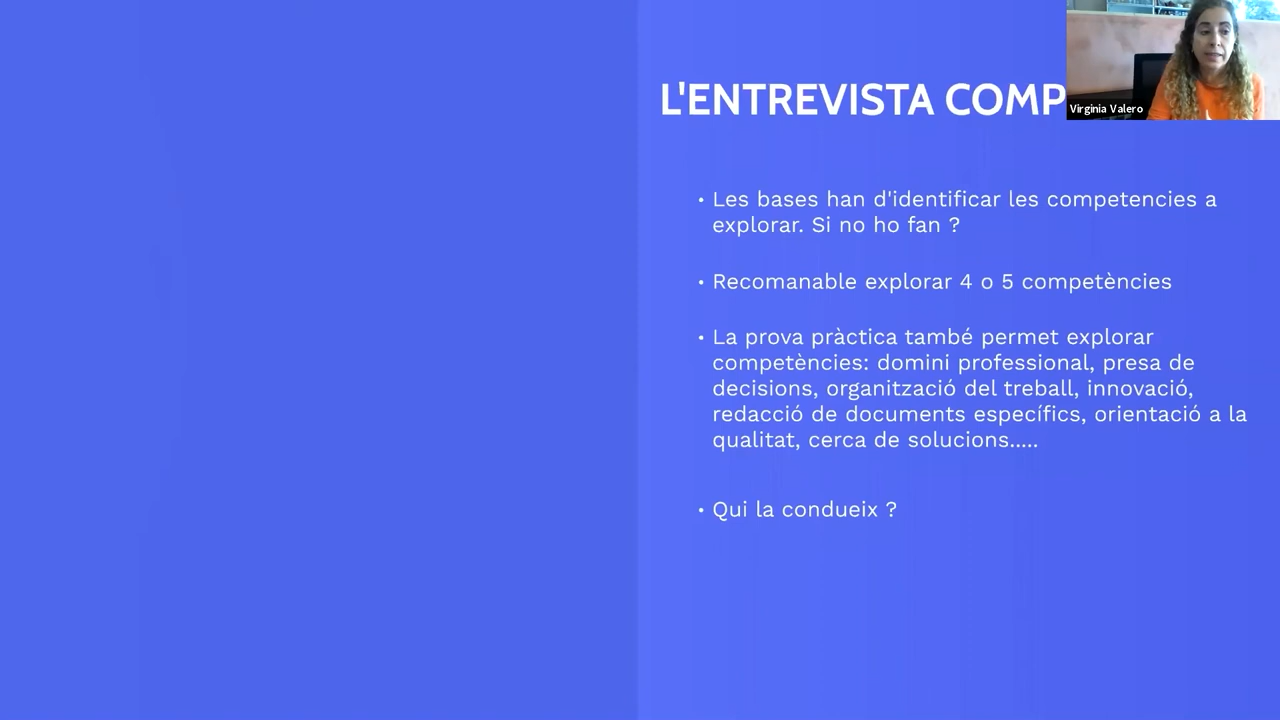 L'ENTREVISTA COMP
Virginia Valero
• Les bases han d'identificar les competencies a
explorar. Si no ho fan ?
• Recomanable explorar 4 o 5 competències
• La prova pràctica també permet explorar
competències: domini professional, presa de
decisions, organització del treball, innovació,
redacció de documents específics, orientació a la
qualitat, cerca de solucions.....
• Qui la condueix ?